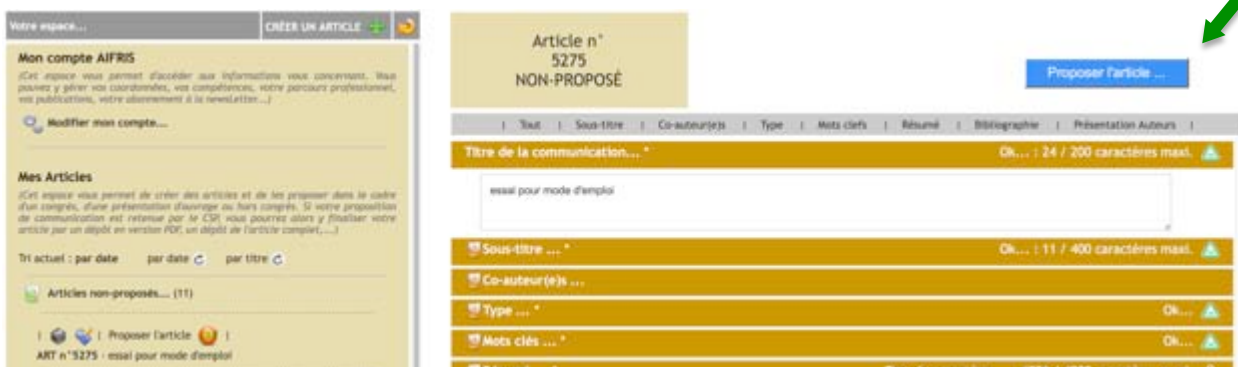 Votre espace...
CRÉER UN ARTICLE
Mon compte AIFRIS
(Cet espace vous permet d'accéder aux informations vous concernant. Vous
pouvez y gérer vos coordonnées, vos compétences, votre parcours professionnel,
vos publications, votre abonnement à la newsletter...)
Modifier mon compte...
Mes Articles
(Cet espace vous permet de créer des articles et de les proposer dans le cadre
d'un congrès, d'une présentation d'ouvrage ou hors congrès. Si votre proposition
de communication est retenue par le CSP, vous pourrez alors y finaliser votre
article par un dépôt en version PDF, un dépôt de l'article complet,...)
Tri actuel : par date par date par titre
Articles non-proposés... (11)
| | Proposer l'article |
ART n°5275 - essai pour mode d'emploi
Article n°
5275
NON-PROPOSÉ
Proposer l'article ...
| Tout | Sous-titre | Co-auteur(e)s | Type | Mots clefs | Résumé | Bibliographie | Présentation Auteurs |
Titre de la communication... * Ok... : 24 / 200 caractères maxi.
essai pour mode d'emploi
Sous-titre ... * Ok... : 11 / 400 caractères maxi.
Co-auteur(e)s ...
Type ... * Ok...
Mots clés ... * Ok...